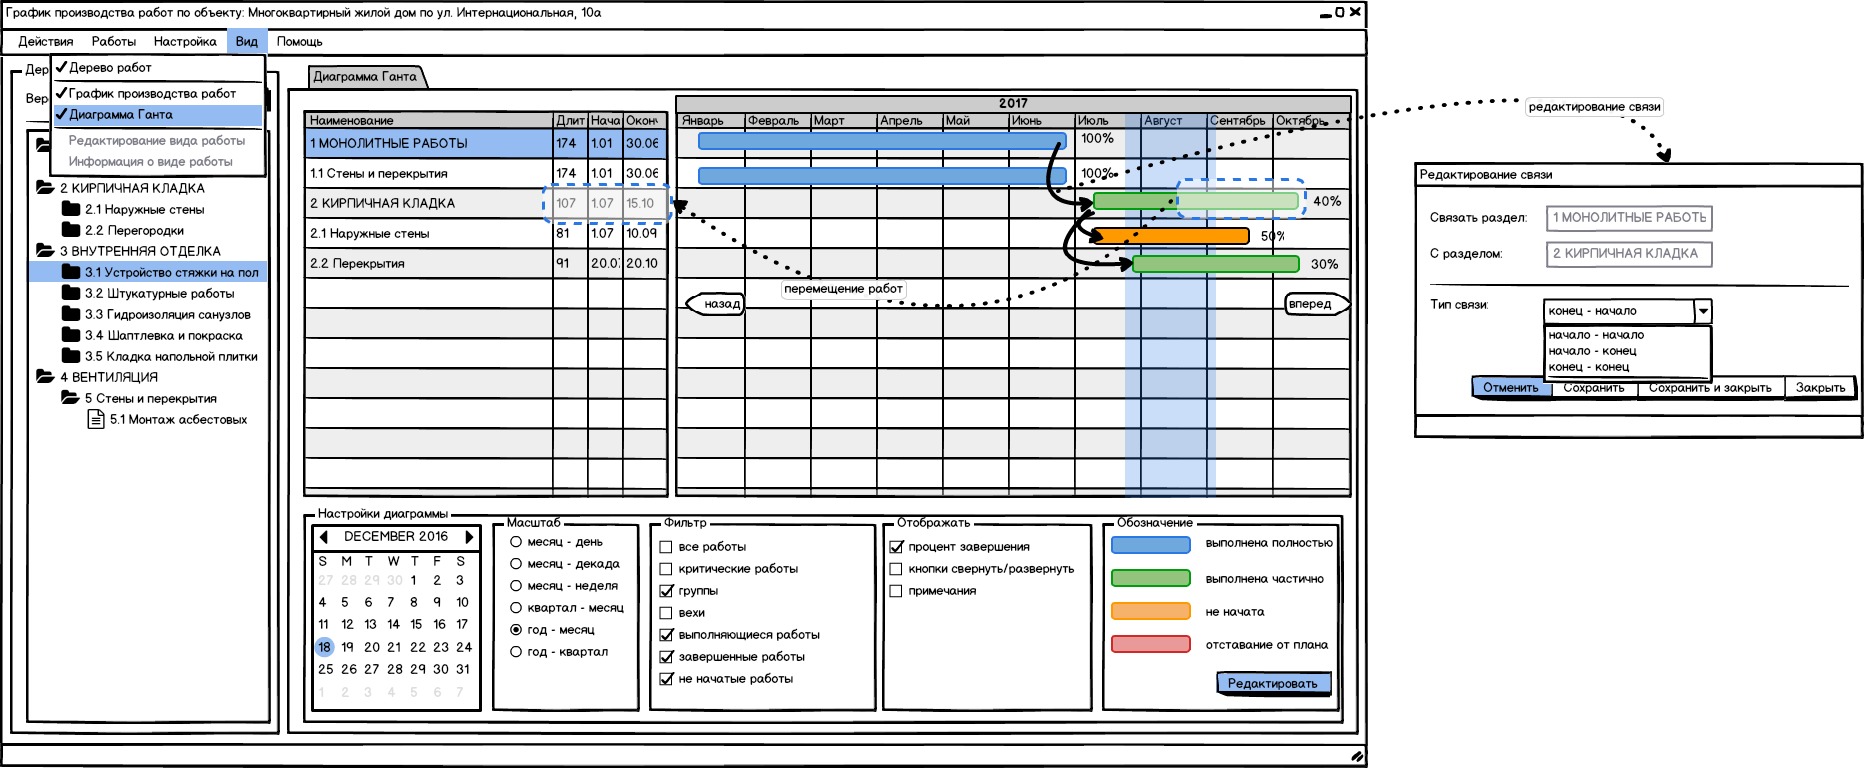 График производства работ по объекту: Многоквартирный жилой дом по ул. Интернациональная, 10а
Действия Работы Настройка Вид Помощь
Дер
Вер
Дерево работ
График производства работ
Диаграмма Ганта
Редактирование вида работы
Информация о виде работы
2 КИРПИЧНАЯ КЛАДКА
2.1 Наружные стены
2.2 Перегородки
3 ВНУТРЕННЯЯ ОТДЕЛКА
3.1 Устройство стяжки на пол
3.2 Штукатурные работы
3.3 Гидроизоляция санузлов
3.4 Шаптлевка и покраска
3.5 Кладка напольной плитки
4 ВЕНТИЛЯЦИЯ
5 Стены и перекрытия
5.1 Монтаж асбестовых
Диаграмма Ганта
Наименование Длит Нача Оконч
1 МОНОЛИТНЫЕ РАБОТЫ 174 1.01 30.06
1.1 Стены и перекрытия 174 1.01 30.06
2 КИРПИЧНАЯ КЛАДКА 107 1.07 15.10
2.1 Наружные стены 81 1.07 10.09
2.2 Перекрытия 91 20.07 20.10
2017
Январь Февраль Март Апрель Май Июнь Июль Август Сентябрь Октябрь
100%
100%
40%
50%
30%
назад
вперед
перемещение работ
редактирование связи
Настройки диаграммы
DECEMBER 2016
S M T W T F S
27 28 29 30 1 2 3
4 5 6 7 8 9 10
11 12 13 14 15 16 17
18 19 20 21 22 23 24
25 26 27 28 29 30 31
1 2 3 4 5 6 7
Масштаб
месяц - день
месяц - декада
месяц - неделя
квартал - месяц
год - месяц
год - квартал
Фильтр
все работы
критические работы
группы
вехи
выполняющиеся работы
завершенные работы
не начатые работы
Отображать
процент завершения
кнопки свернуть/развернуть
примечания
Обозначение
выполнена полностью
выполнена частично
не начата
отставание от плана
Редактировать
Редактирование связи
Связать раздел: 1 МОНОЛИТНЫЕ РАБОТЬ
С разделом: 2 КИРПИЧНАЯ КЛАДКА
Тип связи: конец - начало
начало - начало
начало - конец
конец - конец
Отменить Сохранить Сохранить и закрыть Закрыть